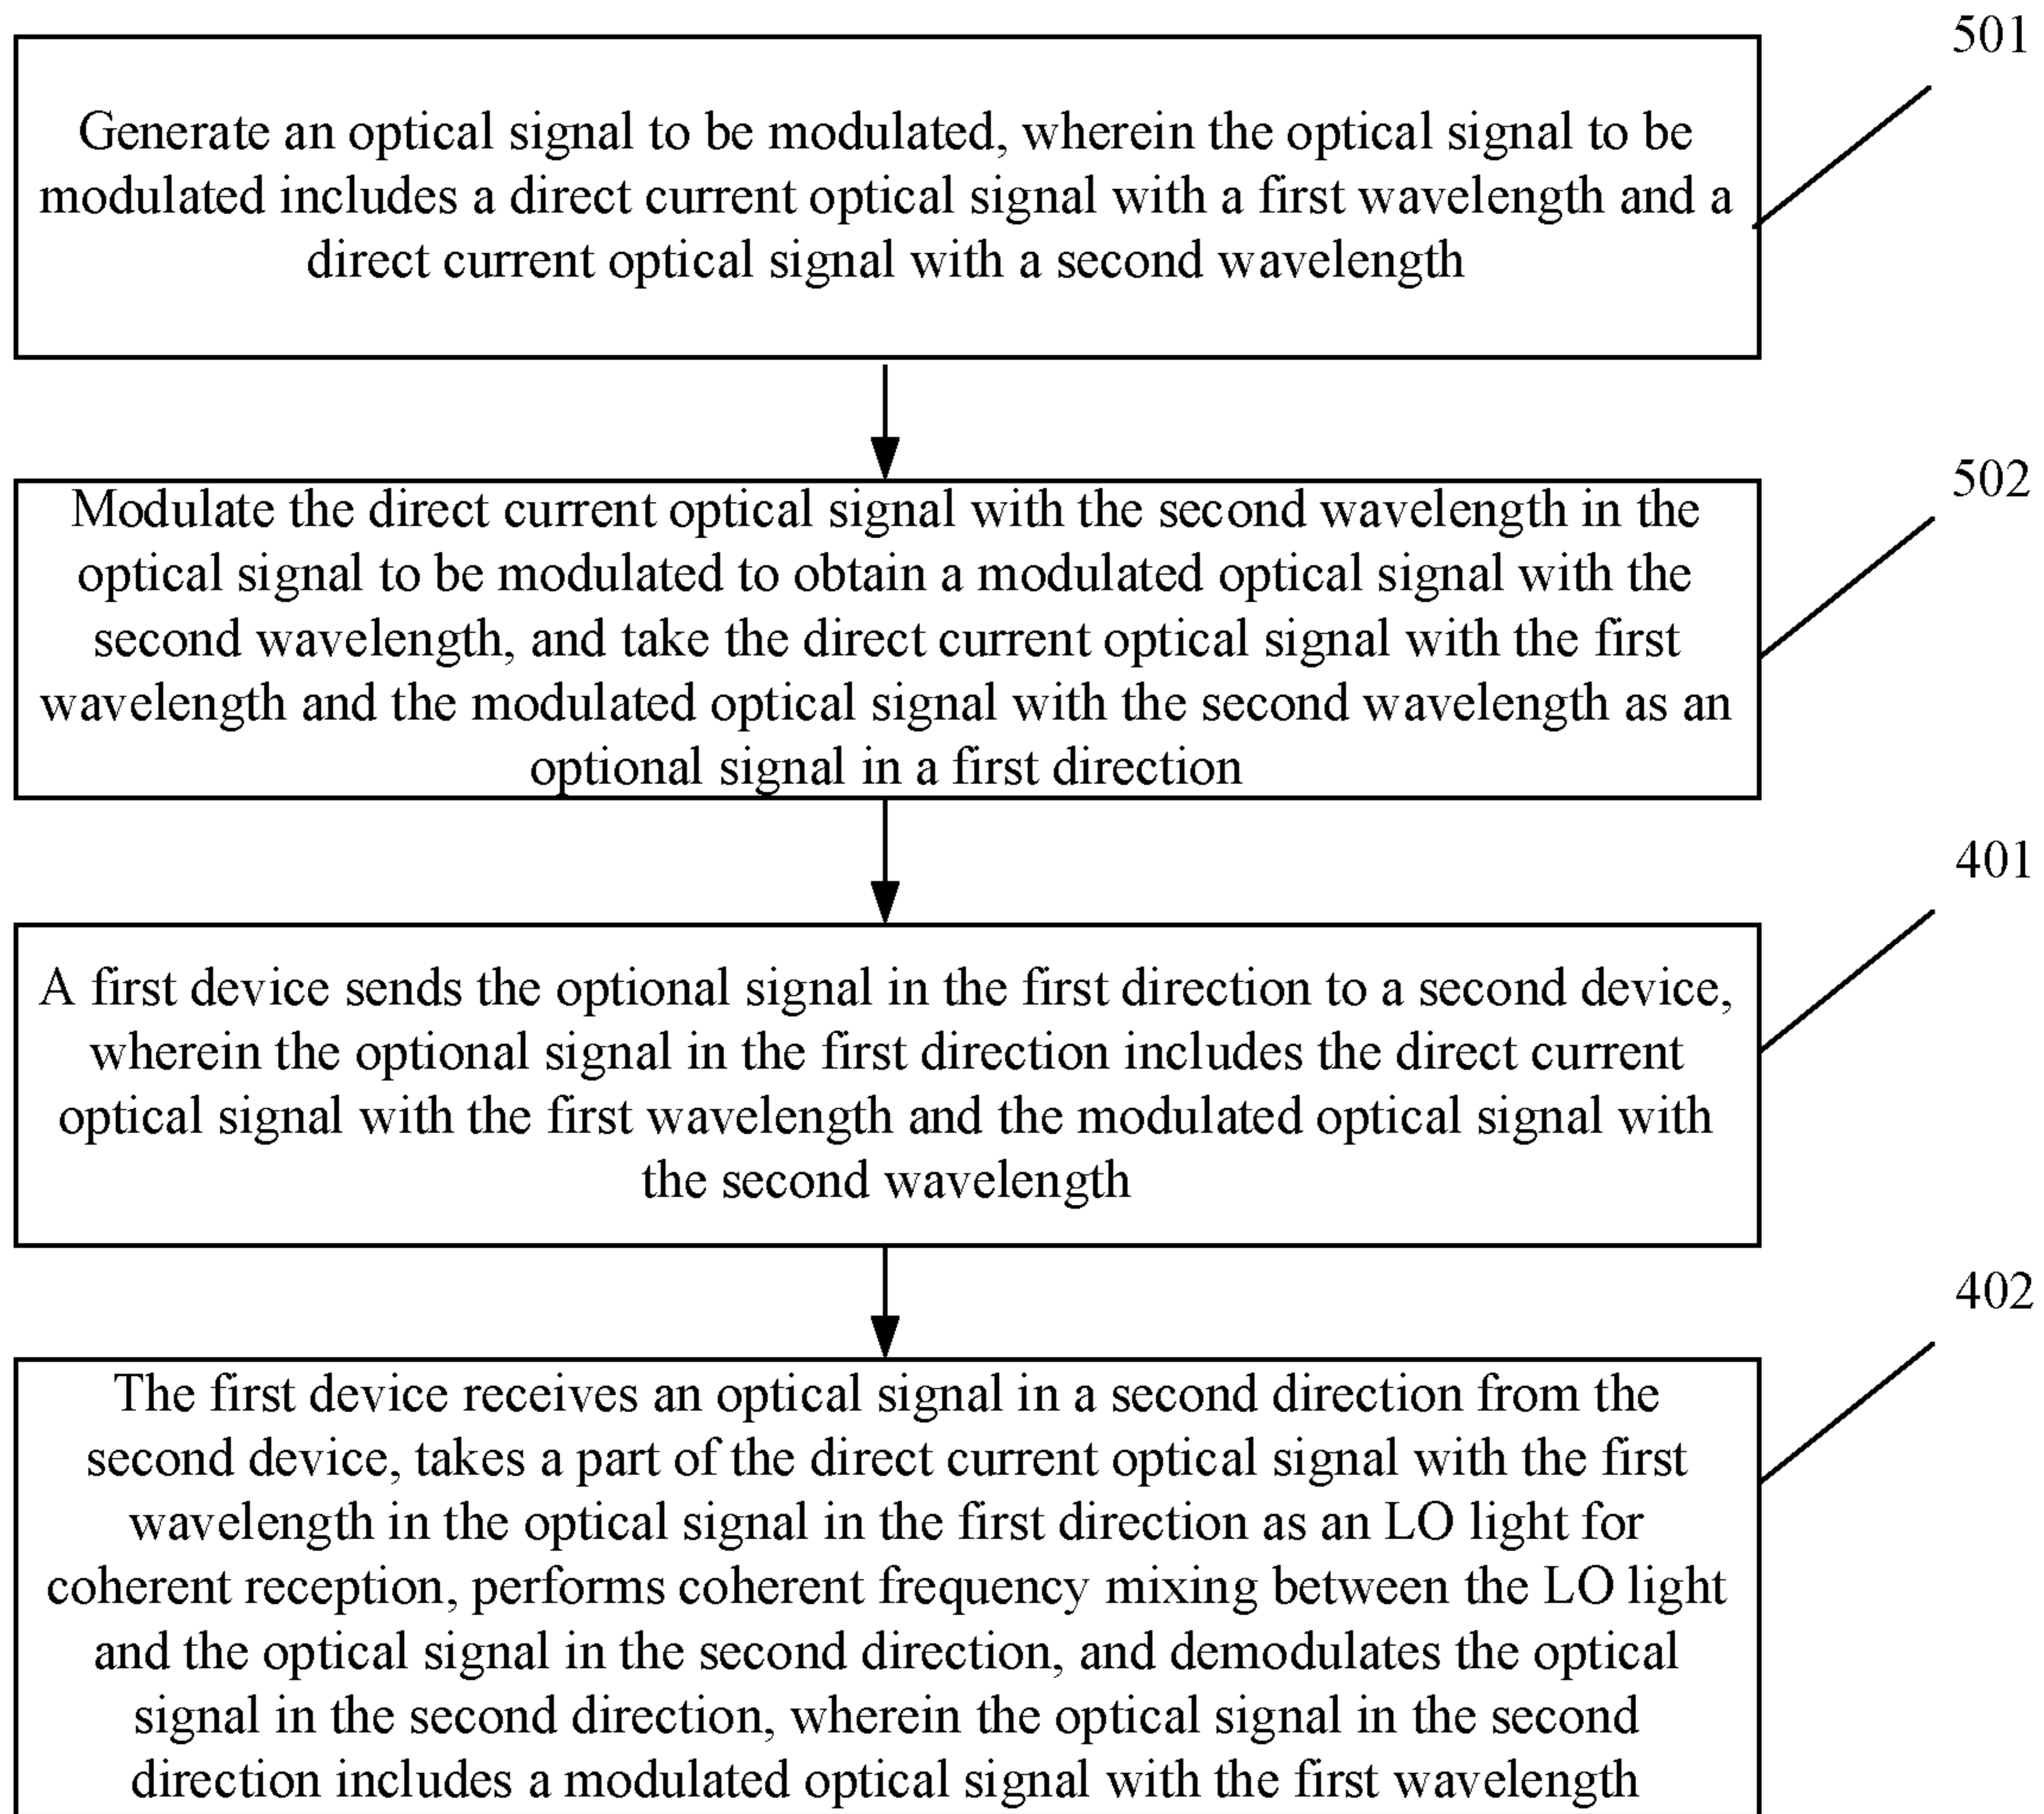 501
Generate an optical signal to be modulated, wherein the optical signal to be
modulated includes a direct current optical signal with a first wavelength and a
direct current optical signal with a second wavelength
502
Modulate the direct current optical signal with the second wavelength in the
optical signal to be modulated to obtain a modulated optical signal with the
second wavelength, and take the direct current optical signal with the first
wavelength and the modulated optical signal with the second wavelength as an
optional signal in a first direction
401
A first device sends the optional signal in the first direction to a second device,
wherein the optional signal in the first direction includes the direct current
optical signal with the first wavelength and the modulated optical signal with
the second wavelength
402
The first device receives an optical signal in a second direction from the
second device, takes a part of the direct current optical signal with the first
wavelength in the optical signal in the first direction as an LO light for
coherent reception, performs coherent frequency mixing between the LO light
and the optical signal in the second direction, and demodulates the optical
signal in the second direction, wherein the optical signal in the second
direction includes a modulated optical signal with the first wavelength